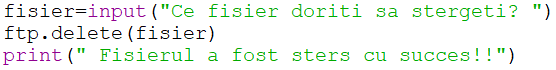 fisier=input("Ce fisier doriti sa stergeti? ")
ftp.delete(fisier)
print(" Fisierul a fost sters cu succes!!")